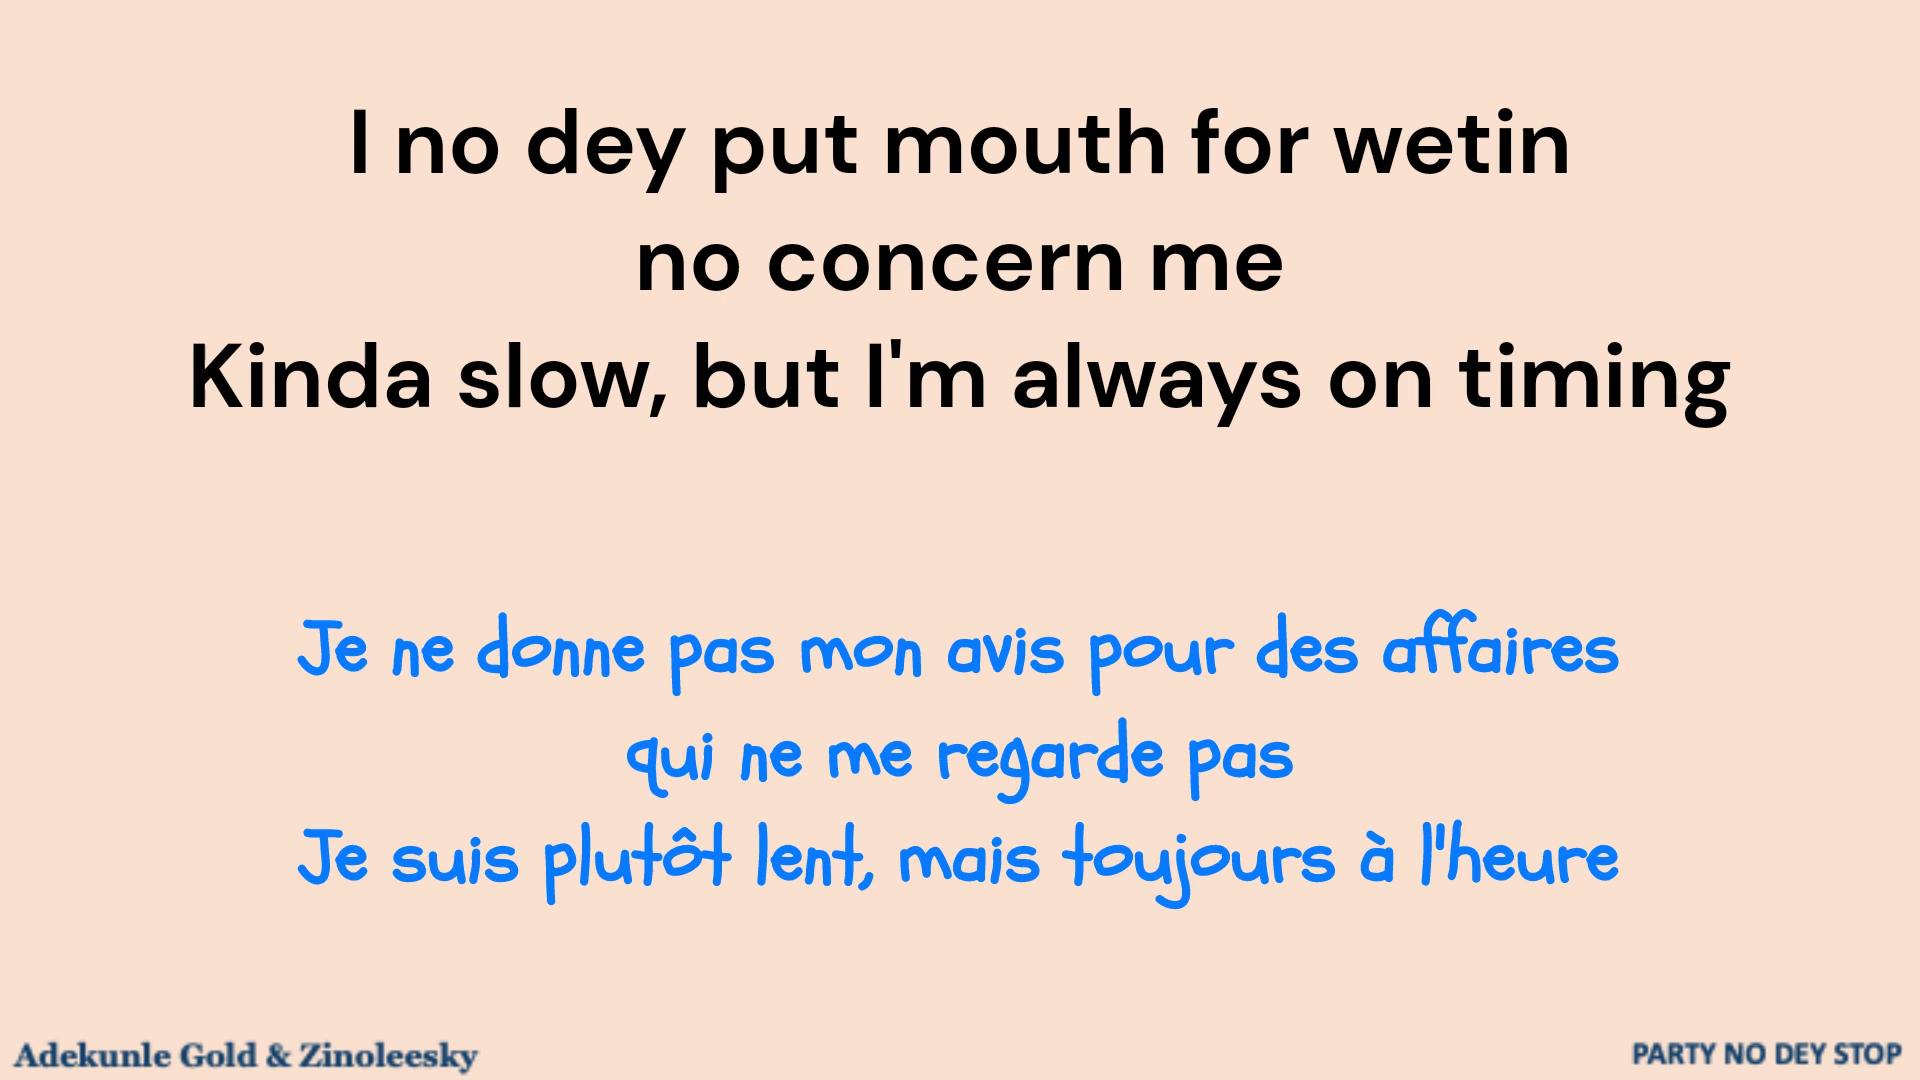 I no dey put mouth for wetin
no concern me
Kinda slow, but I'm always on timing
Je ne donne pas mon avis pour des affaires
qui ne me regarde pas
Je suis plutôt lent, mais toujours à l'heure
Adekunle Gold & Zinoleesky
PARTY NO DEY STOP